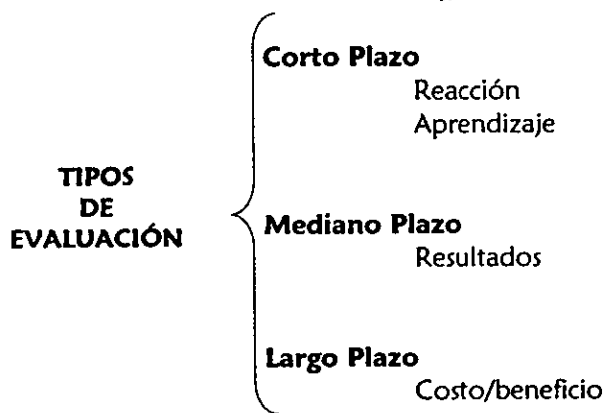 Corto Plazo
Reacción
Aprendizaje
TIPOS
DE
EVALUACIÓN
Mediano Plazo
Resultados
Largo Plazo
Costo/beneficio